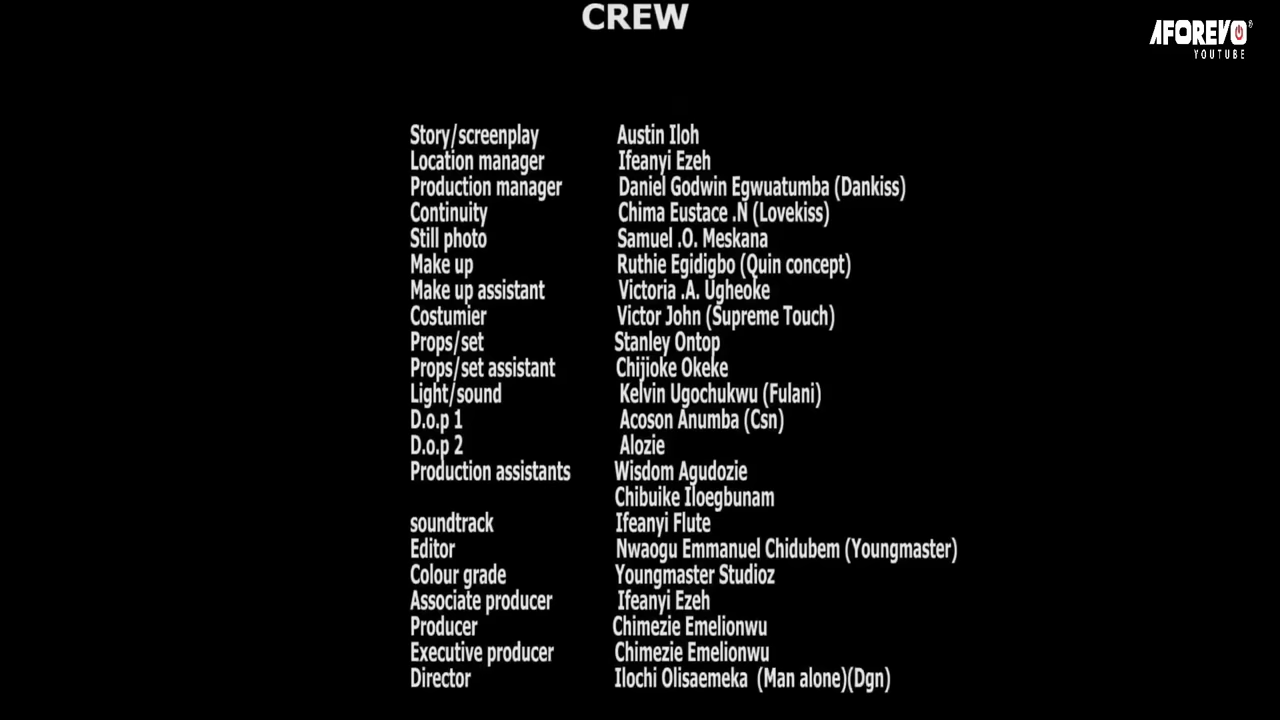 CREW
AFOREVO
YOUTUBE
Story/screenplay Austin Iloh
Location manager Ifeanyi Ezeh
Production manager Daniel Godwin Egwuatumba (Dankiss)
Continuity Chima Eustace .N (Lovekiss)
Still photo Samuel .O. Meskana
Make up Ruthie Egidigbo (Quin concept)
Make up assistant Victoria .A. Ugheoke
Costumier Victor John (Supreme Touch)
Props/set Stanley Ontop
Props/set assistant Chijioke Okeke
Light/sound Kelvin Ugochukwu (Fulani)
D.o.p 1 Acoson Anumba (Csn)
D.o.p 2 Alozie
Production assistants Wisdom Agudozie
Chibuike Iloegbunam
soundtrack Ifeanyi Flute
Editor Nwaogu Emmanuel Chidubem (Youngmaster)
Colour grade Youngmaster Studioz
Associate producer Ifeanyi Ezeh
Producer Chimezie Emelionwu
Executive producer Chimezie Emelionwu
Director Ilochi Olisaemeka (Man alone)(Dgn)